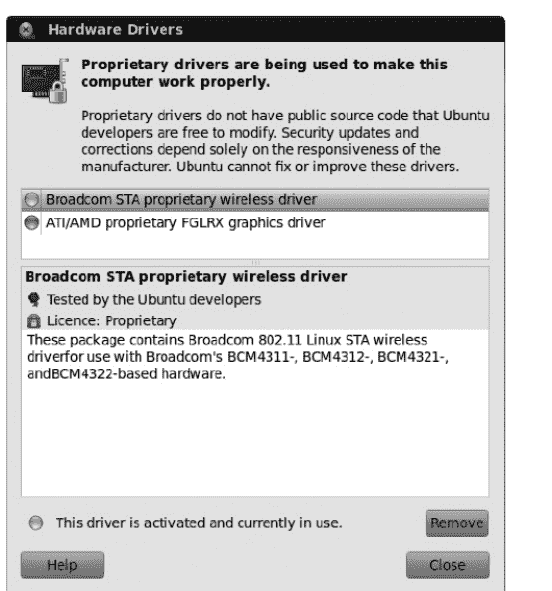 Hardware Drivers
Proprietary drivers are being used to make this
computer work properly.
Proprietary drivers do not have public source code that Ubuntu
developers are free to modify. Security updates and
corrections depend solely on the responsiveness of the
manufacturer. Ubuntu cannot fix or improve these drivers.
Broadcom STA proprietary wireless driver
ATI/AMD proprietary FGLRX graphics driver
Broadcom STA proprietary wireless driver
Tested by the Ubuntu developers
Licence: Proprietary
These package contains Broadcom 802.11 Linux STA wireless
driverfor use with Broadcom's BCM4311-, BCM4312-, BCM4321-,
andBCM4322-based hardware.
This driver is activated and currently in use.
Remove
Help
Close